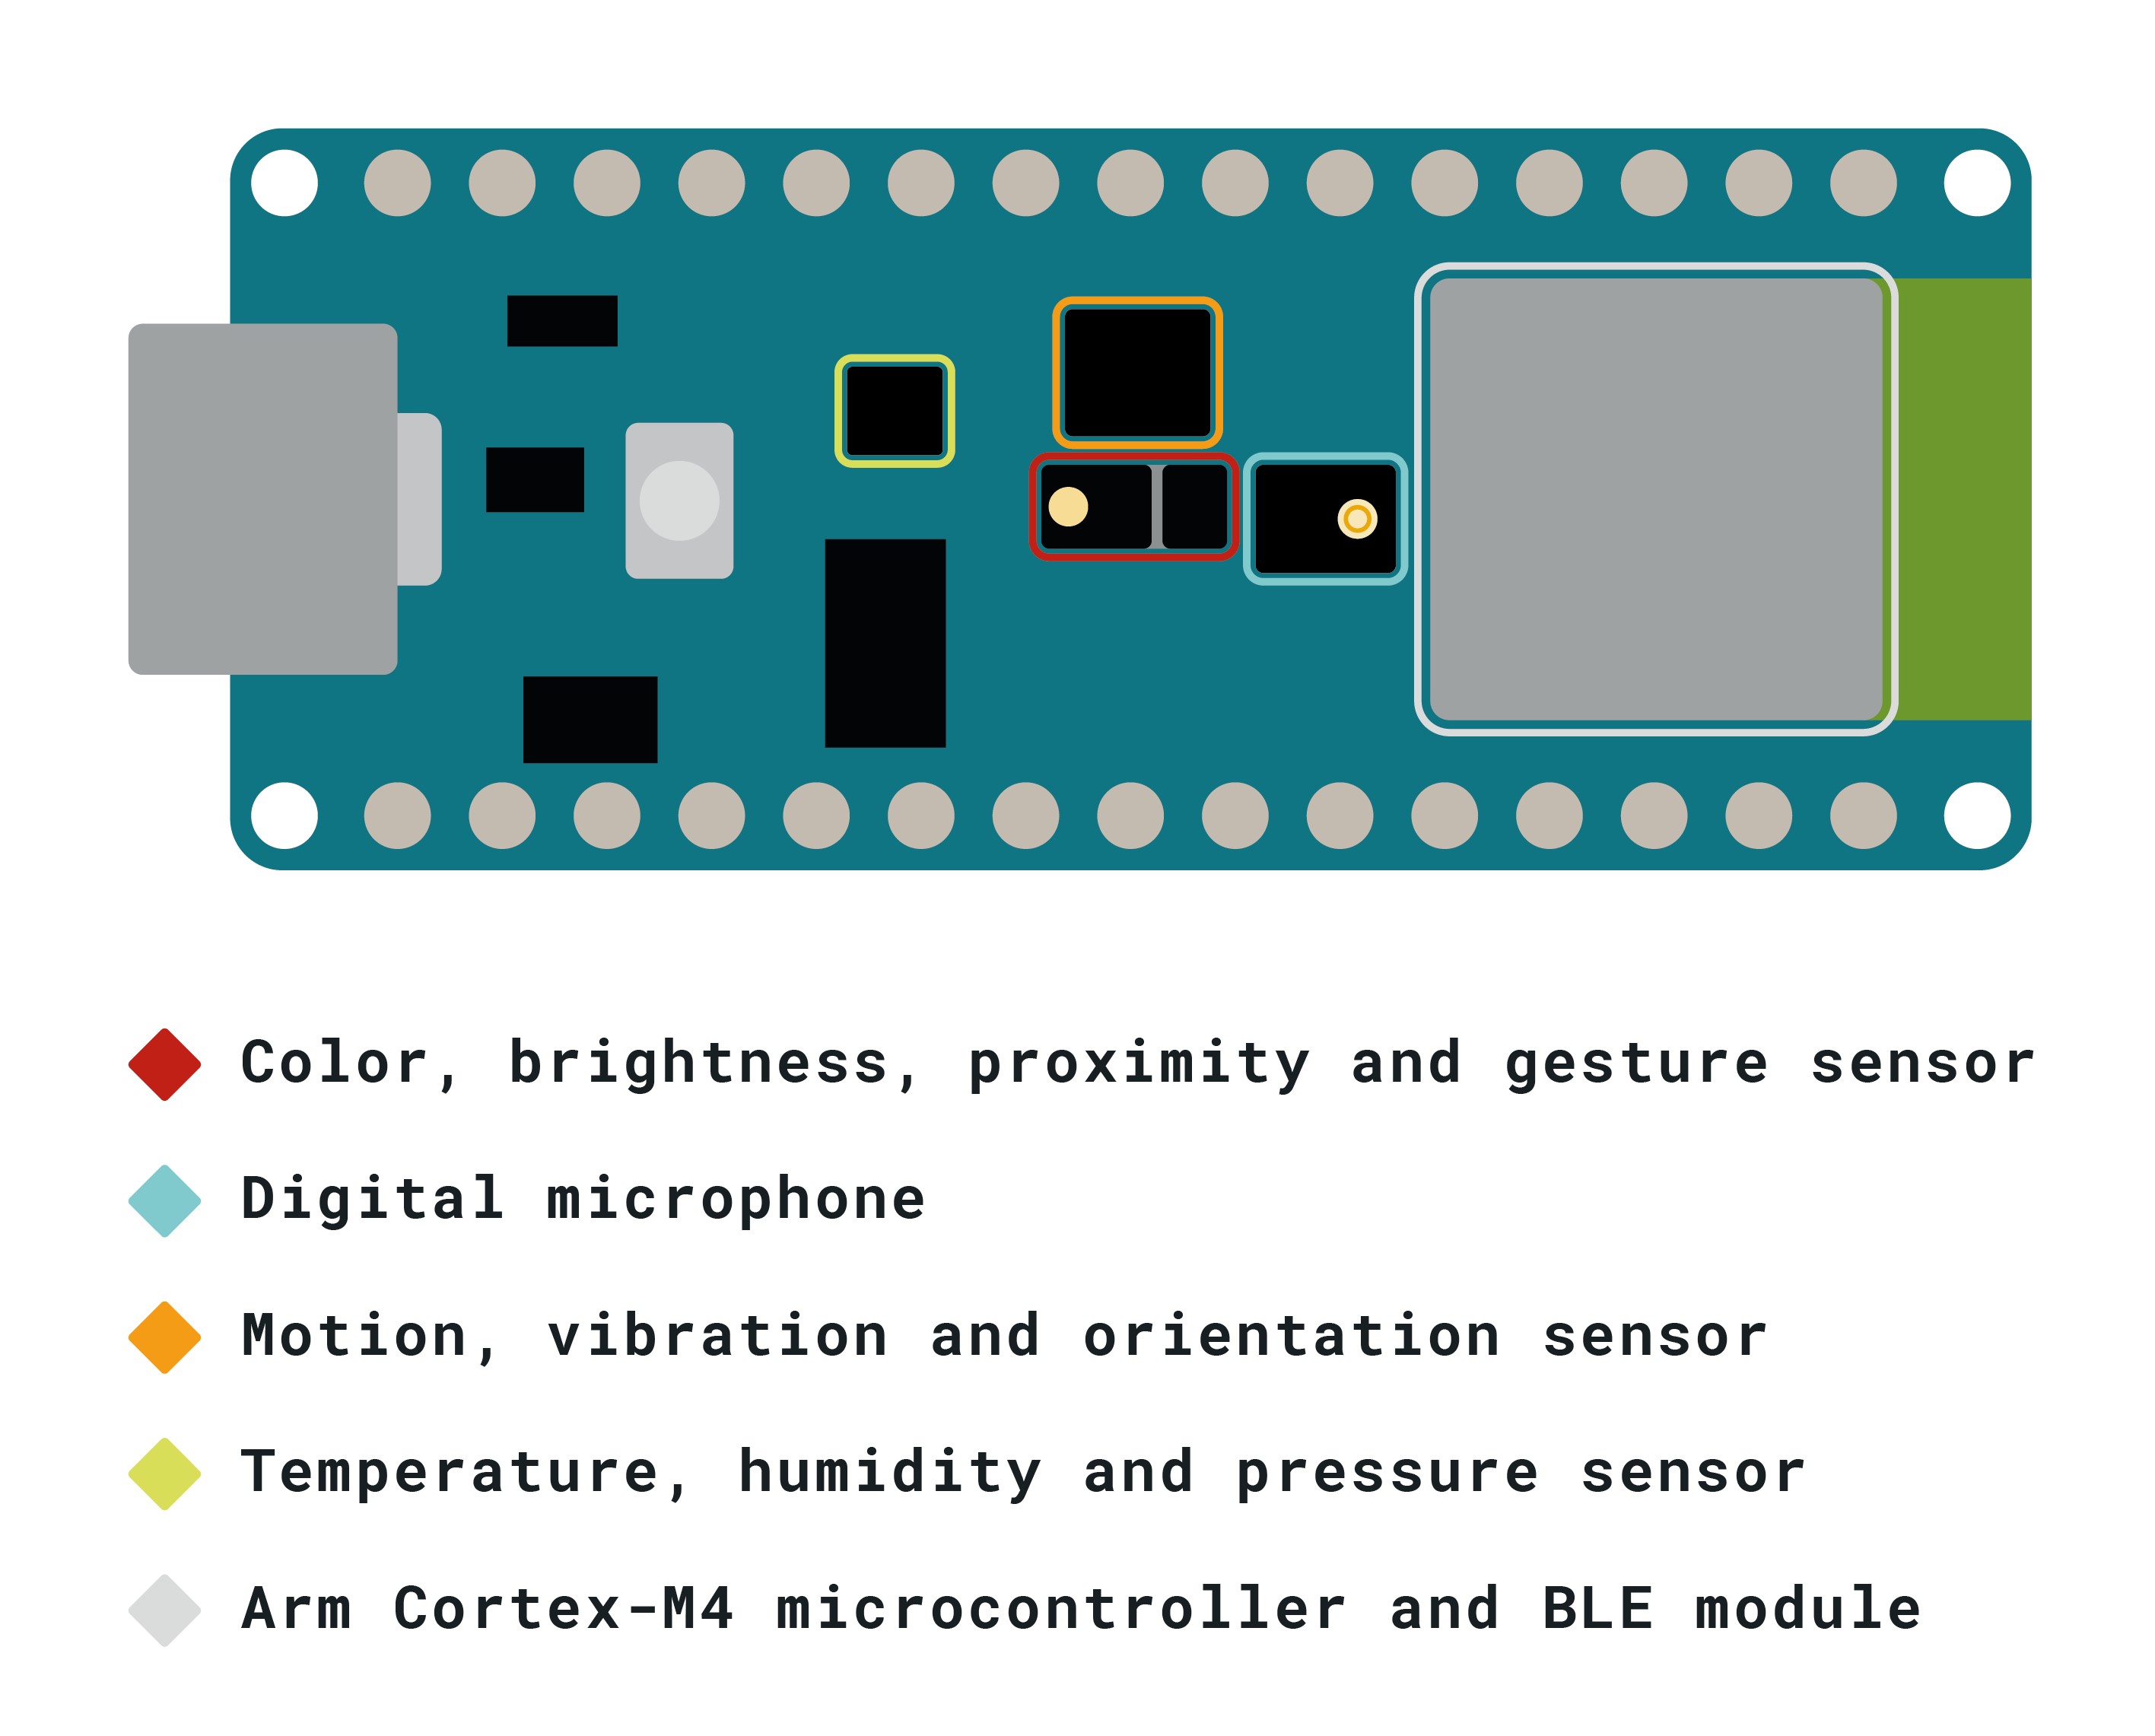 Color, brightness, proximity and gesture sensor
Digital microphone
Motion, vibration and orientation sensor
Temperature, humidity and pressure sensor
Arm Cortex-M4 microcontroller and BLE module